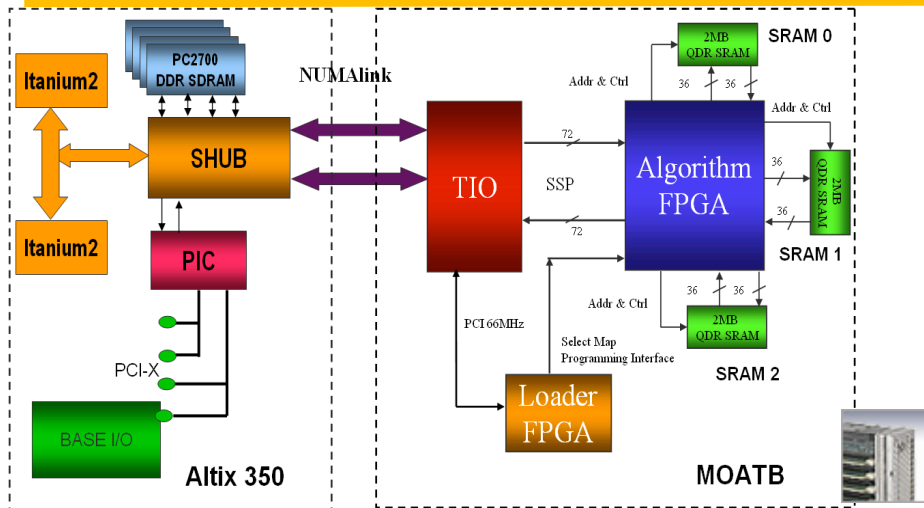 Itanium2
PC2700
DDR SDRAM
SHUB
Itanium2
PIC
PCI-X
BASE I/O
Altix 350
NUMAlink
TIO
72
SSP
72
PCI 66MHz
Select Map
Programming Interface
Loader
FPGA
Algorithm
FPGA
2MB
QDR SRAM
SRAM 0
Addr & Ctrl
36
36
Addr & Ctrl
36
36
2MB
QDR SRAM
SRAM 1
Addr & Ctrl
36
36
2MB
QDR SRAM
SRAM 2
MOATB